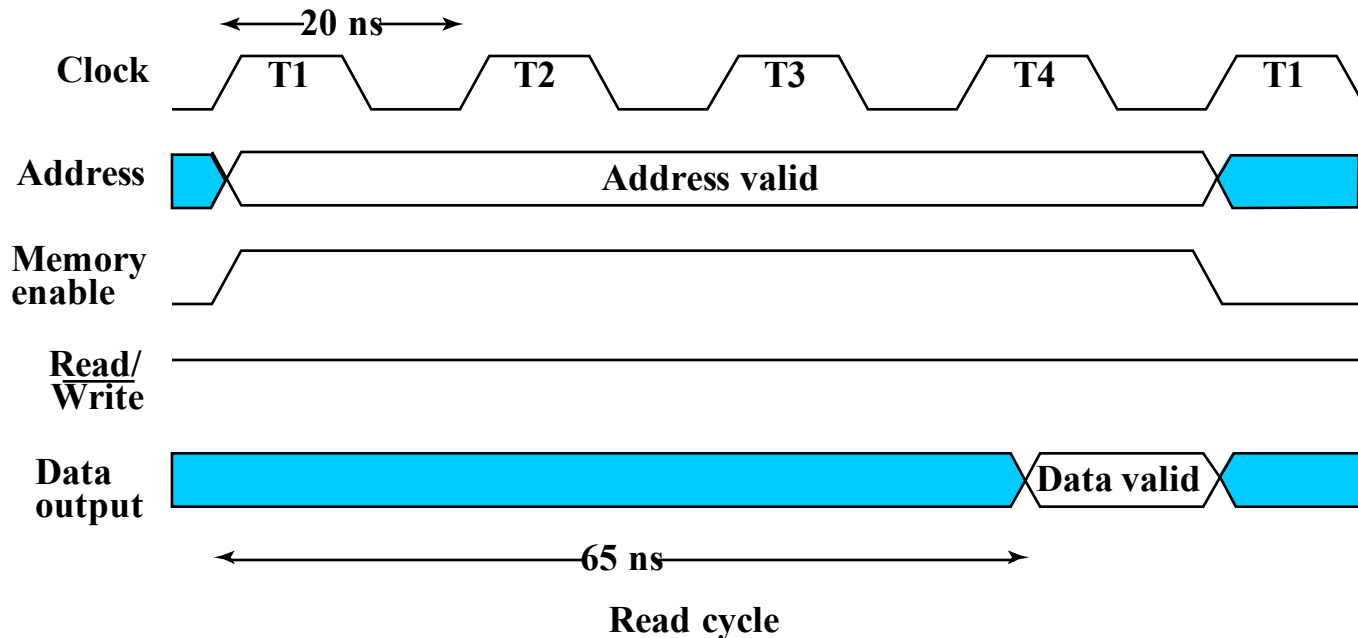 20 ns
Clock T1 T2 T3 T4 T1
Address Address valid
Memory
enable
Read/
Write
Data
output Data valid
65 ns
Read cycle